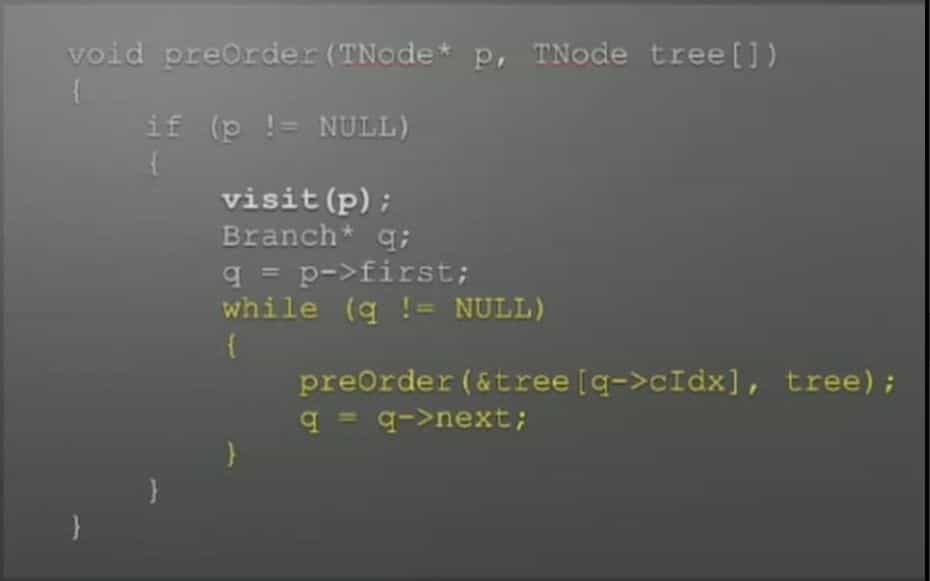 void preOrder(TNode* p, TNode tree[])
{
if (p != NULL)
{
visit(p);
Branch* q;
q = p->first;
while (q != NULL)
{
preOrder(&tree[q->cIdx], tree);
q = q->next;
}
}
}